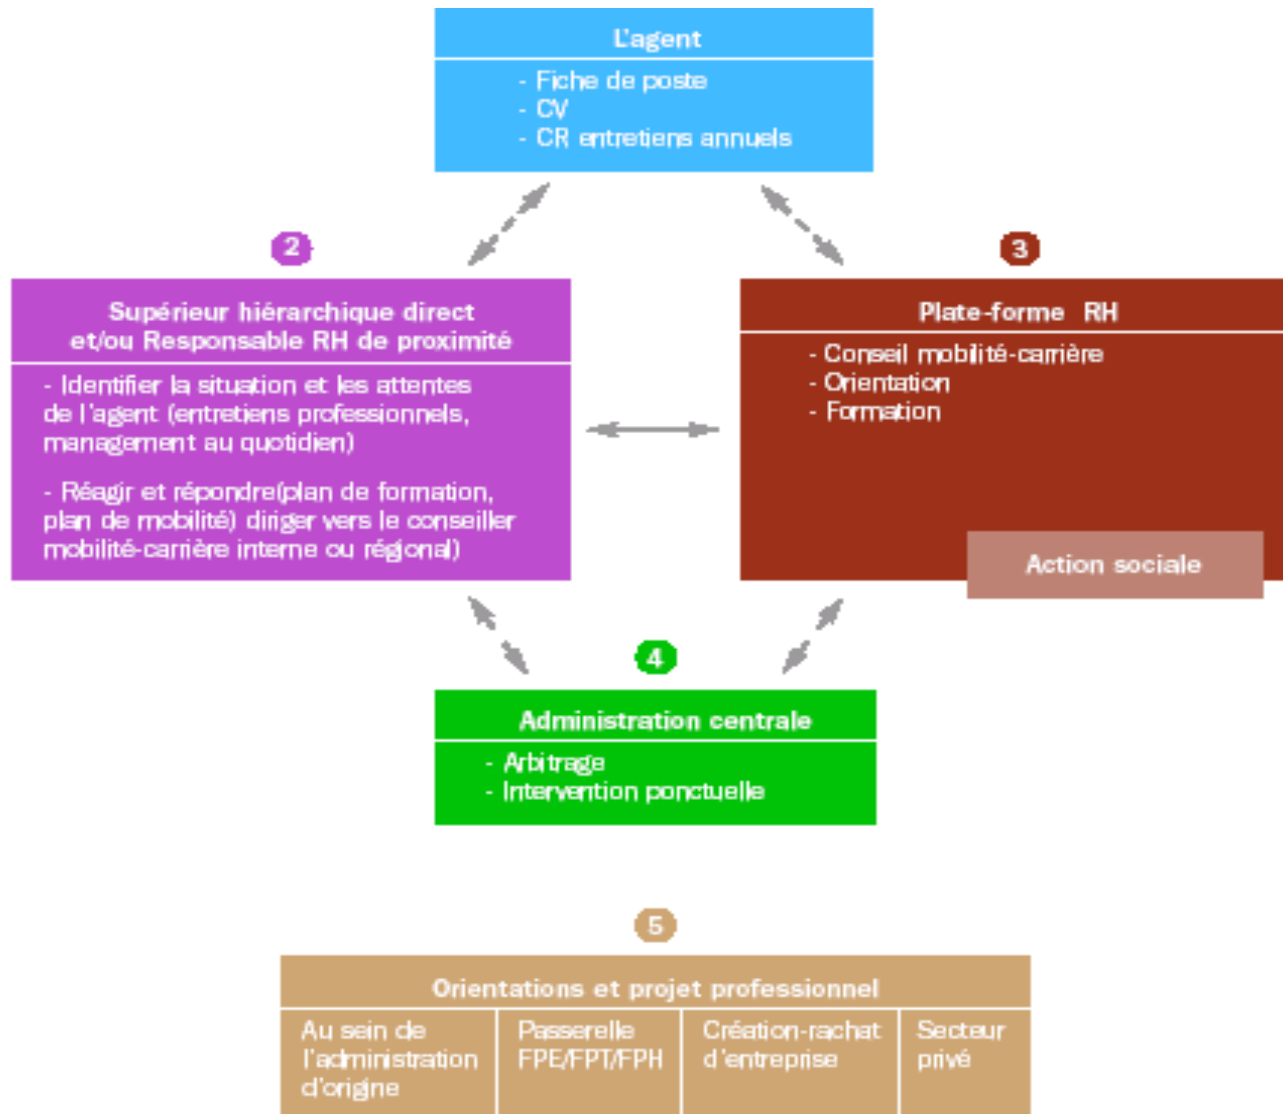 L'agent
- Fiche de poste
- CV
- CR entretiens annuels
2
Supérieur hiérarchique direct
et/ou Responsable RH de proximité
- Identifier la situation et les attentes
de l'agent (entretiens professionnels,
management au quotidien)
- Réagir et répondre(plan de formation,
plan de mobilité) diriger vers le conseiller
mobilité-carrière interne ou régional)
3
Plate-forme RH
- Conseil mobilité-carrière
- Orientation
- Formation
Action sociale
4
Administration centrale
- Arbitrage
- Intervention ponctuelle
5
Orientations et projet professionnel
Au sein de
l'administration
d'origine
Passerelle
FPE/FPT/FPH
Création-rachat
d'entreprise
Secteur
privé